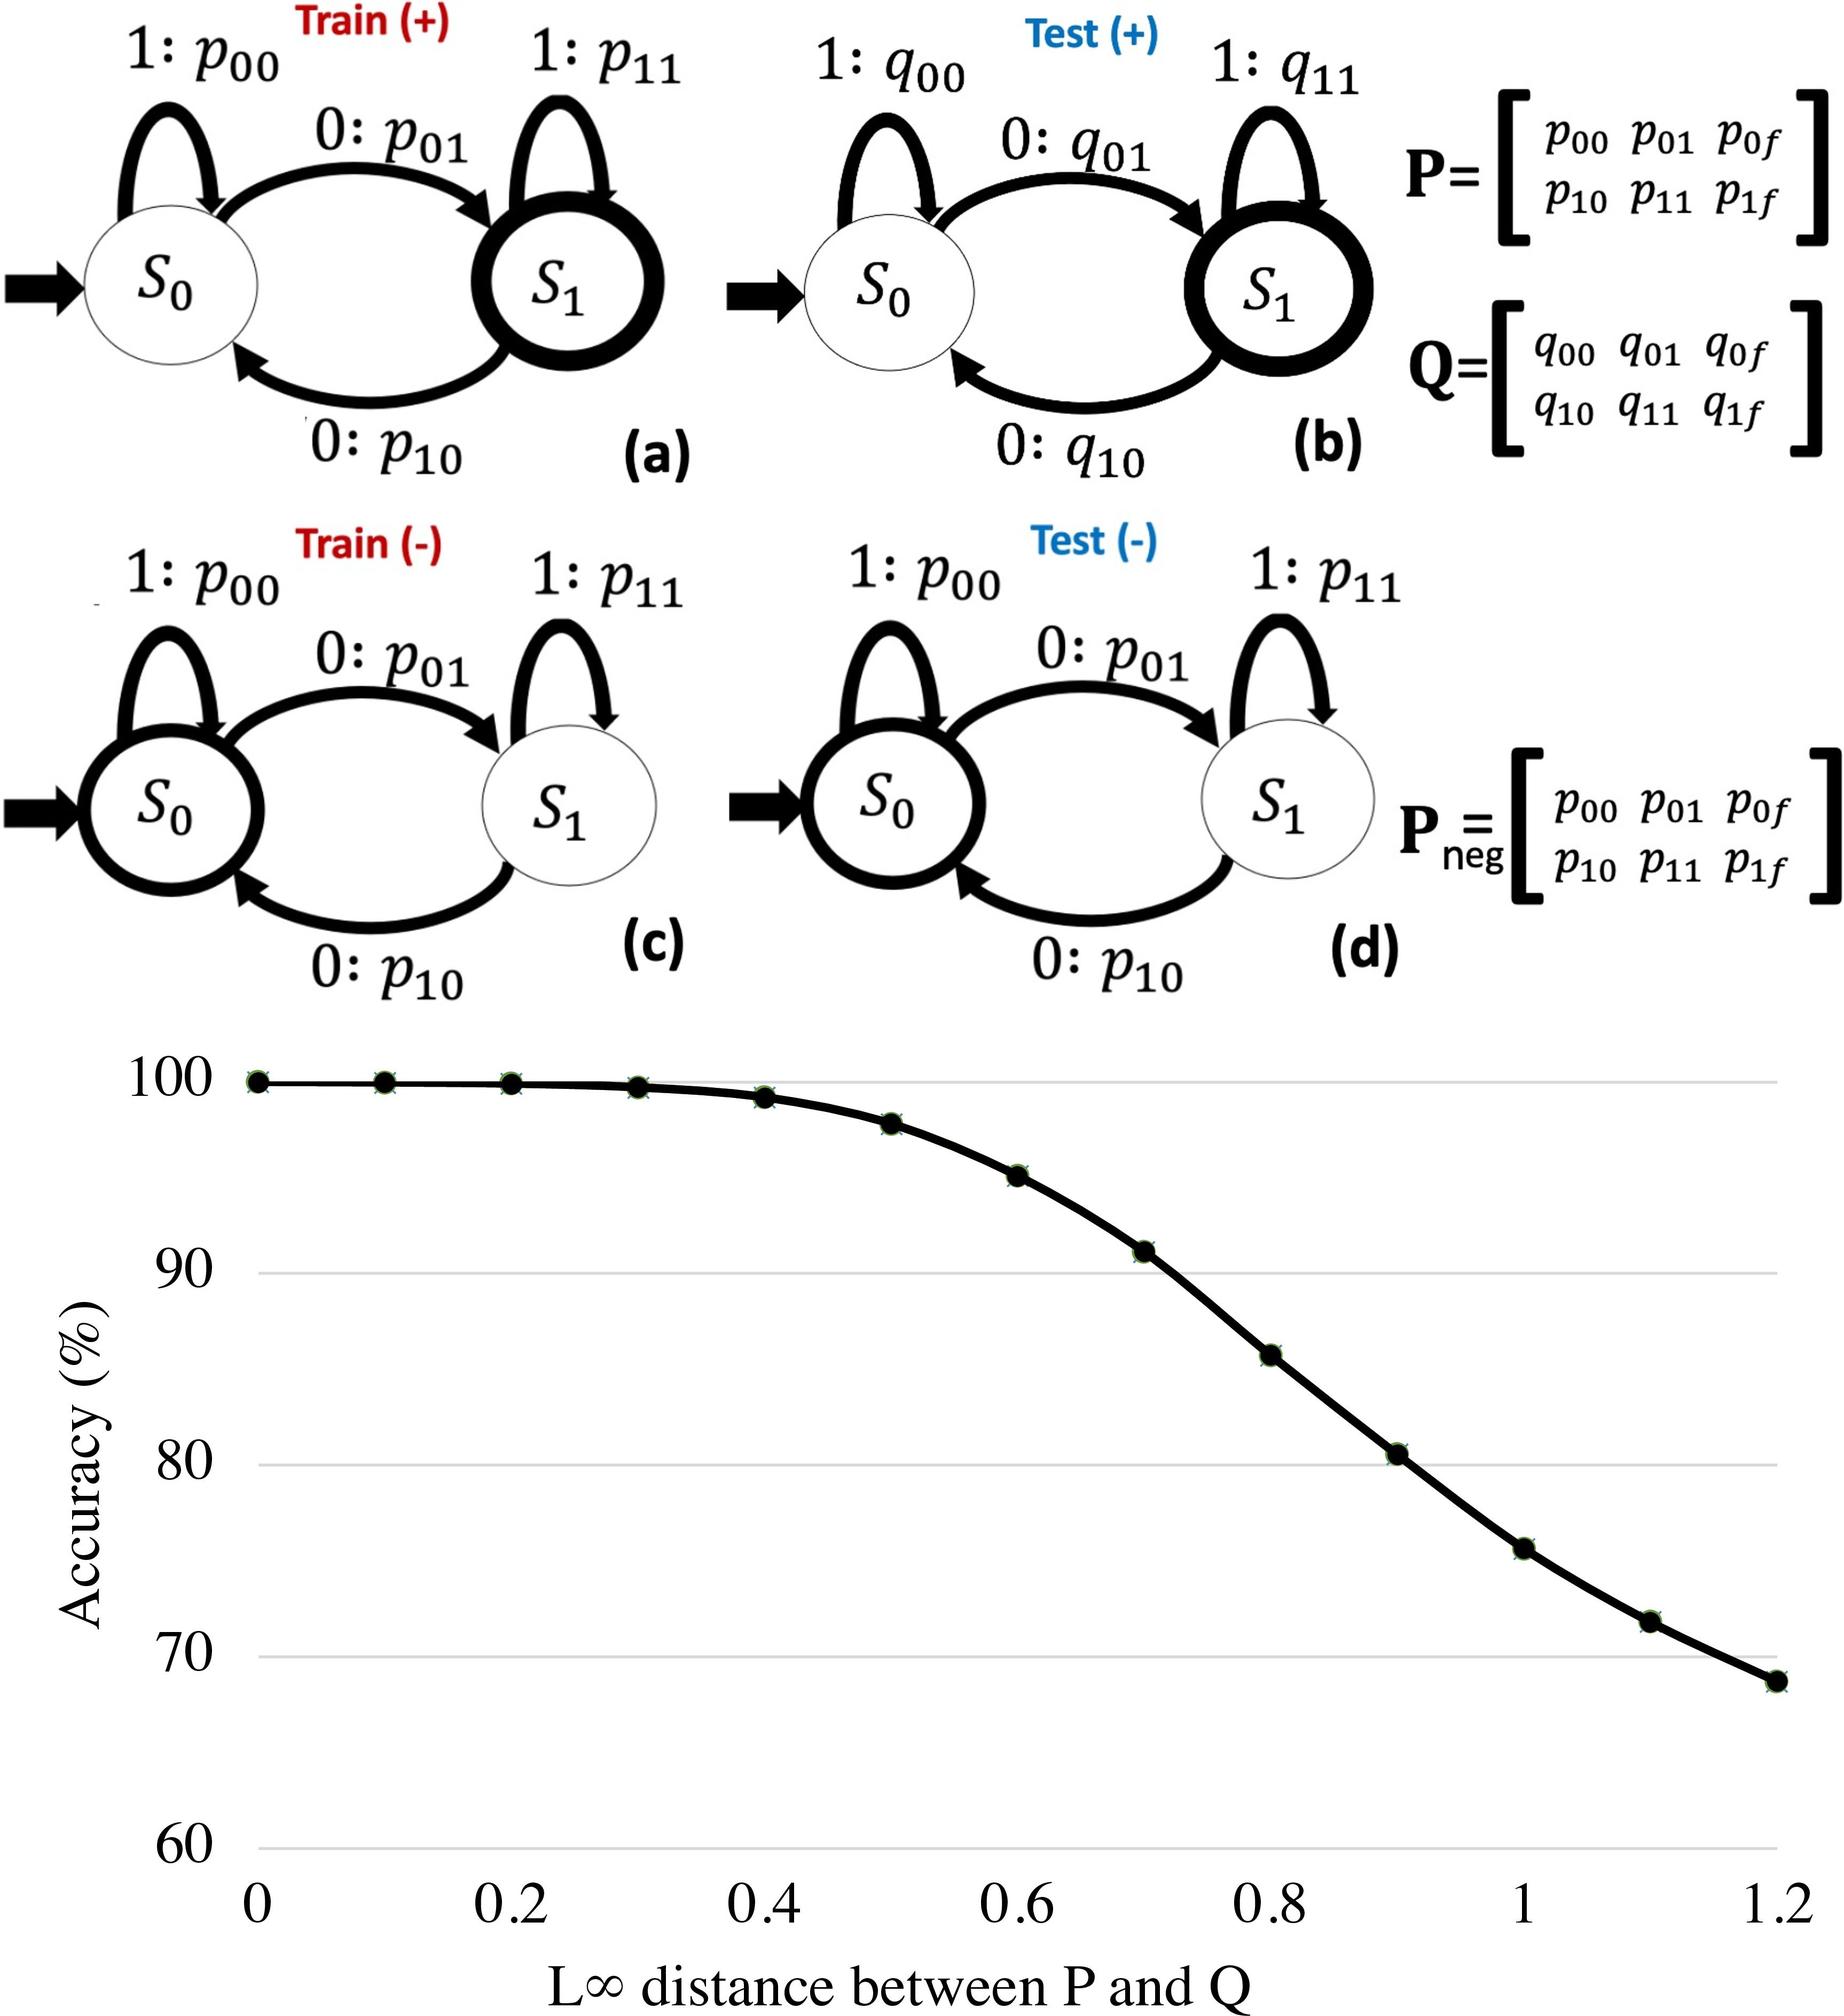 Train (+)
1: p00
1: p11
0: p01
S0
S1
0: p10
(a)
Test (+)
1: q00
1: q11
0: q01
S0
S1
0: q10
(b)
P= [ p00 p01 p0f
p10 p11 p1f ]
Q= [ q00 q01 q0f
q10 q11 q1f ]
Train (-)
1: p00
1: p11
0: p01
S0
S1
0: p10
(c)
Test (-)
1: p00
1: p11
0: p01
S0
S1
0: p10
(d)
Pneg = [ p00 p01 p0f
p10 p11 p1f ]
100
90
80
70
60
Accuracy (%)
0 0.2 0.4 0.6 0.8 1 1.2
L∞ distance between P and Q